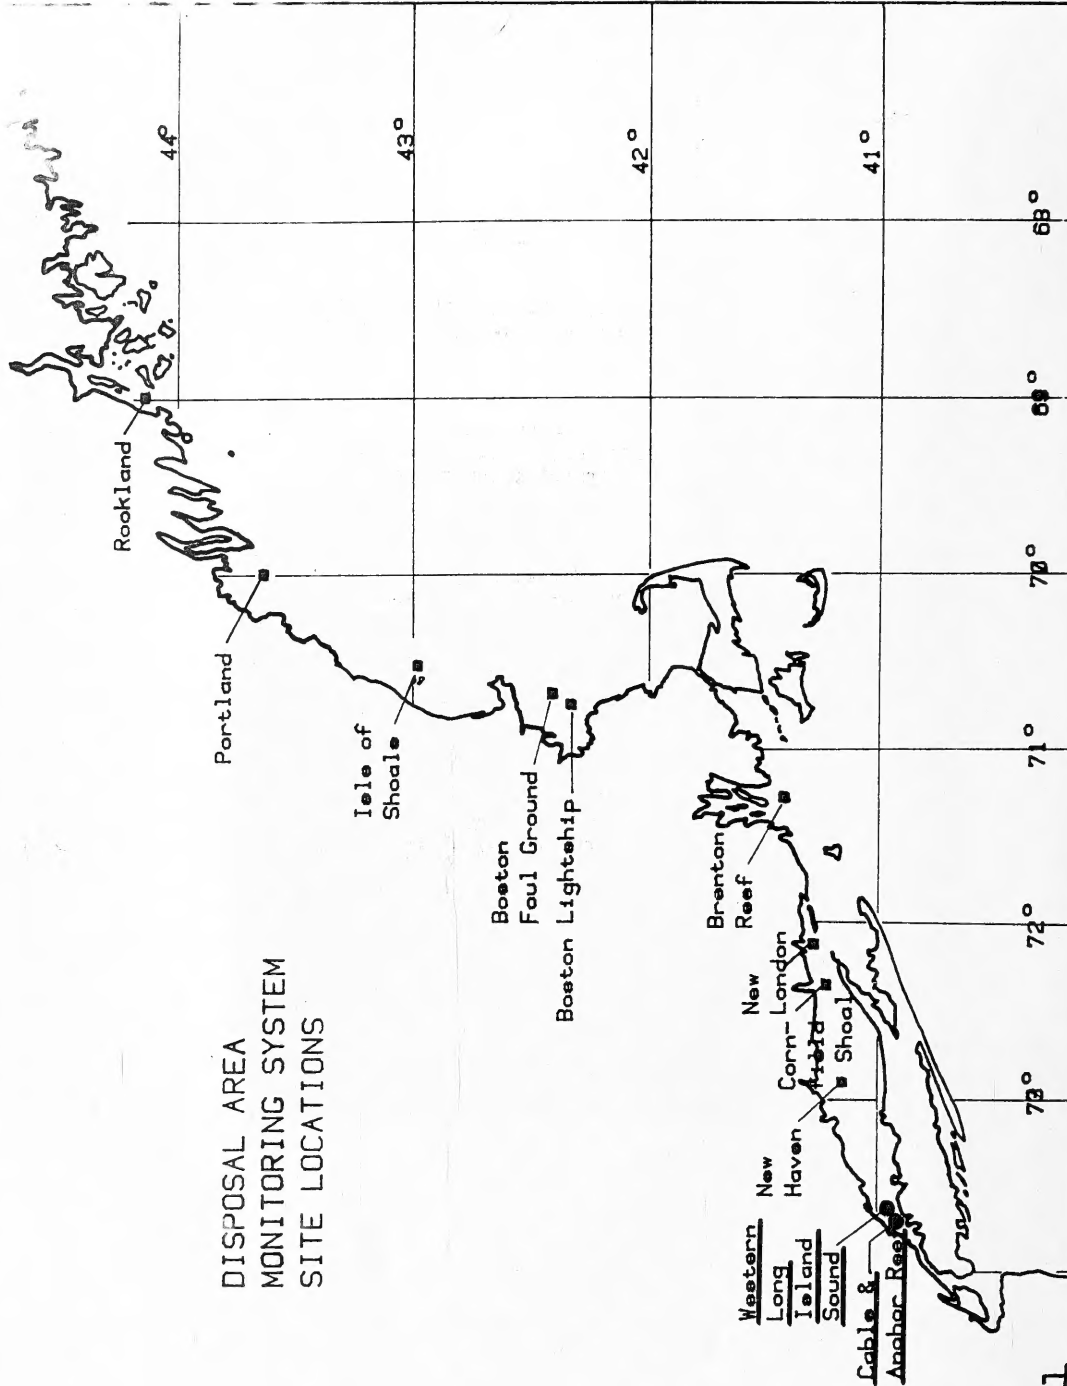 DISPOSAL AREA
MONITORING SYSTEM
SITE LOCATIONS
Rockland
Portland
Isle of
Shoals
Boston
Foul Ground
Boston Lightship
Brenton
Reef
New
London
Corn-
field
Shoal
New
Haven
Western
Long
Island
Sound
Cable &
Anchor Reef
44°
43°
42°
41°
68°
69°
70°
71°
72°
73°
1